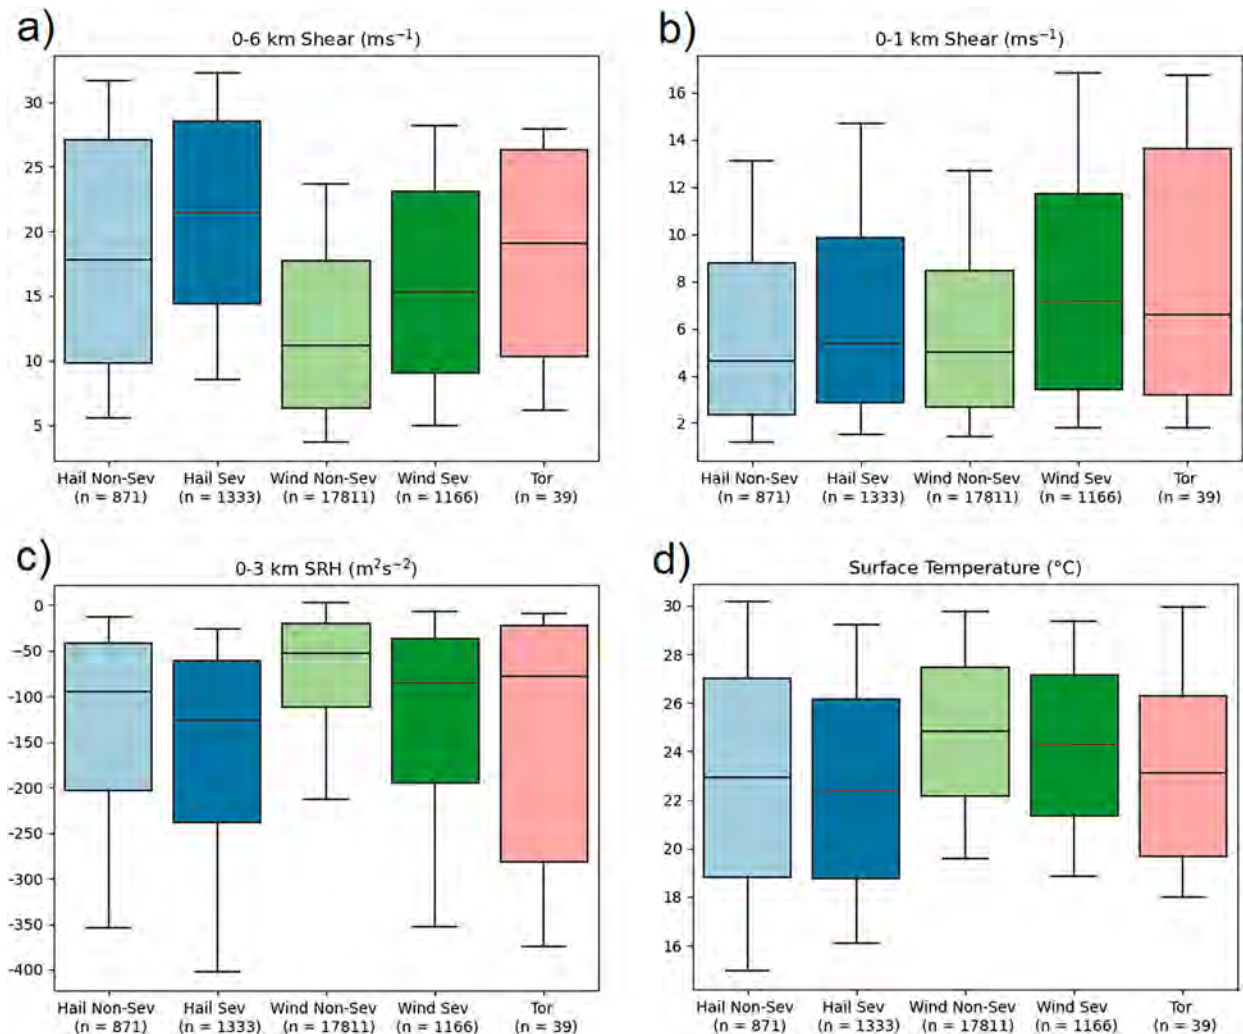 a)
0-6 km Shear (ms⁻¹)
30
25
20
15
10
5
Hail Non-Sev Hail Sev Wind Non-Sev Wind Sev Tor
(n = 871) (n = 1333) (n = 17811) (n = 1166) (n = 39)
b)
0-1 km Shear (ms⁻¹)
16
14
12
10
8
6
4
2
Hail Non-Sev Hail Sev Wind Non-Sev Wind Sev Tor
(n = 871) (n = 1333) (n = 17811) (n = 1166) (n = 39)
c)
0-3 km SRH (m²s⁻²)
0
-50
-100
-150
-200
-250
-300
-350
-400
Hail Non-Sev Hail Sev Wind Non-Sev Wind Sev Tor
(n = 871) (n = 1333) (n = 17811) (n = 1166) (n = 39)
d)
Surface Temperature (°C)
30
28
26
24
22
20
18
16
Hail Non-Sev Hail Sev Wind Non-Sev Wind Sev Tor
(n = 871) (n = 1333) (n = 17811) (n = 1166) (n = 39)